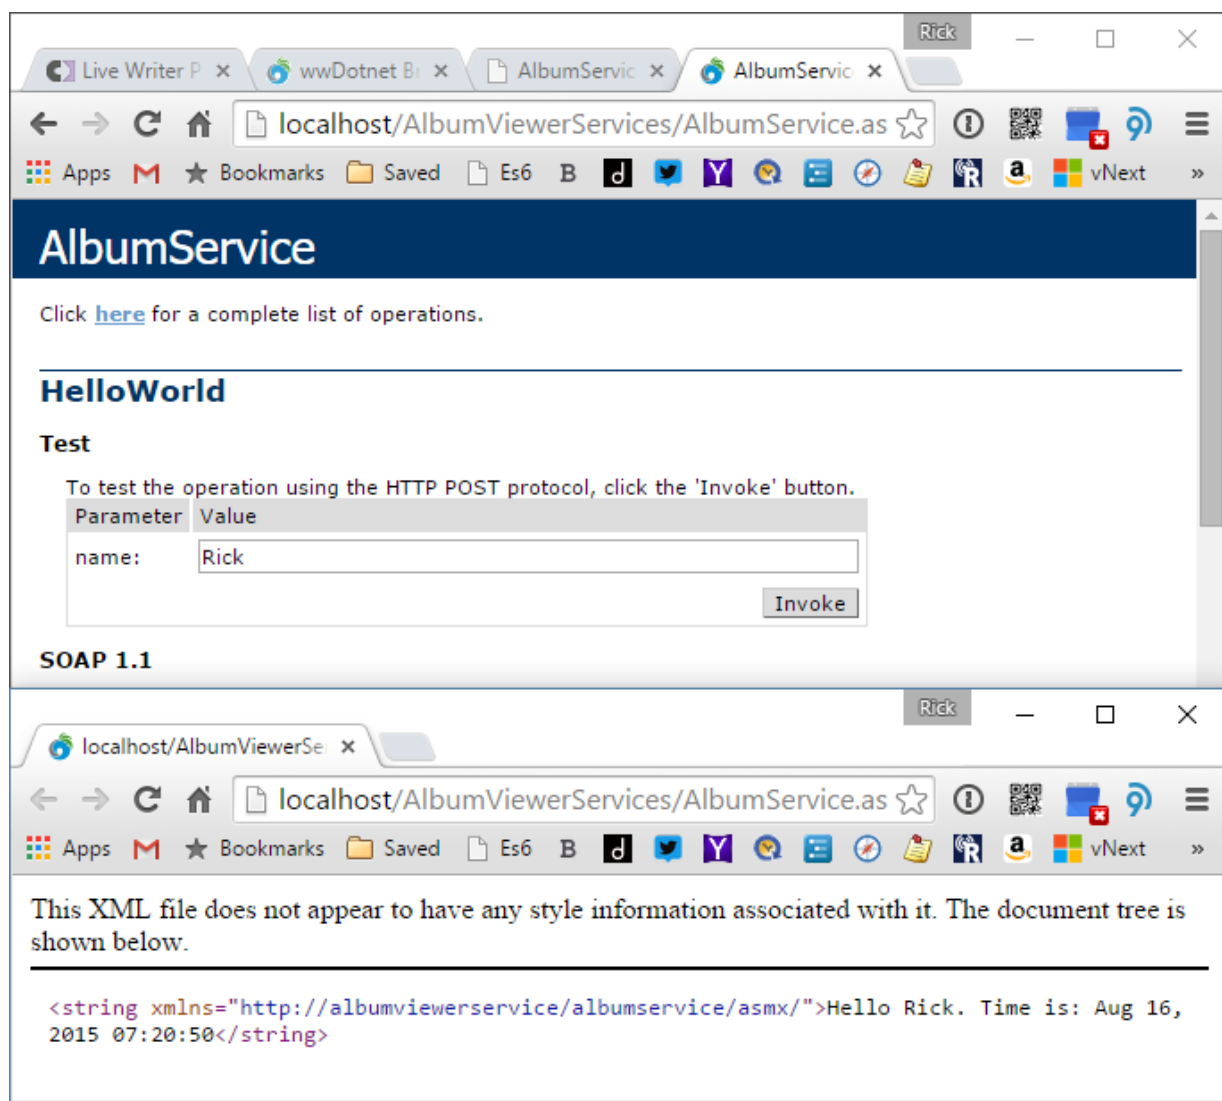 Rick
Live Writer P
wwDotnet B
AlbumServic
AlbumServic
localhost/AlbumViewerServices/AlbumService.as
Apps
Bookmarks
Saved
Es6
B
d
Y
R
a
vNext
»
AlbumService
Click here for a complete list of operations.
HelloWorld
Test
To test the operation using the HTTP POST protocol, click the 'Invoke' button.
Parameter Value
name: Rick
Invoke
SOAP 1.1
Rick
localhost/AlbumViewerSe
localhost/AlbumViewerServices/AlbumService.as
Apps
Bookmarks
Saved
Es6
B
d
Y
R
a
vNext
»
This XML file does not appear to have any style information associated with it. The document tree is
shown below.
<string xmlns="http://albumviewerservice/albumservice/asmx/">Hello Rick. Time is: Aug 16,
2015 07:20:50</string>